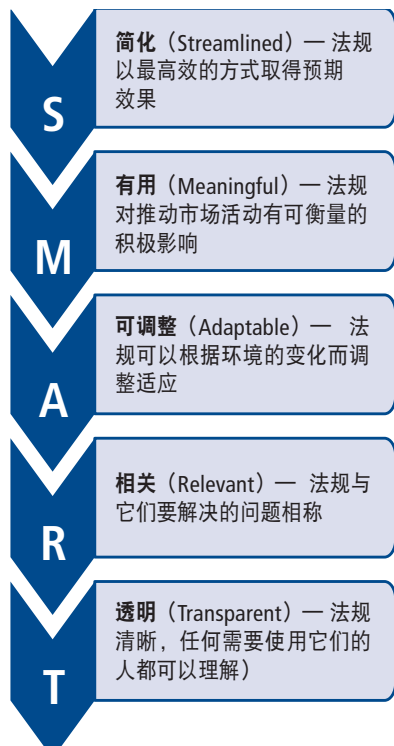 S
简化（Streamlined）— 法规
以最高效的方式取得预期
效果
M
有用（Meaningful）— 法规
对推动市场活动有可衡量的
积极影响
A
可调整（Adaptable）—  法
规可以根据环境的变化而调
整适应
R
相关（Relevant）—  法规与
它们要解决的问题相称
T
透明（Transparent）— 法规
清晰，任何需要使用它们的
人都可以理解）